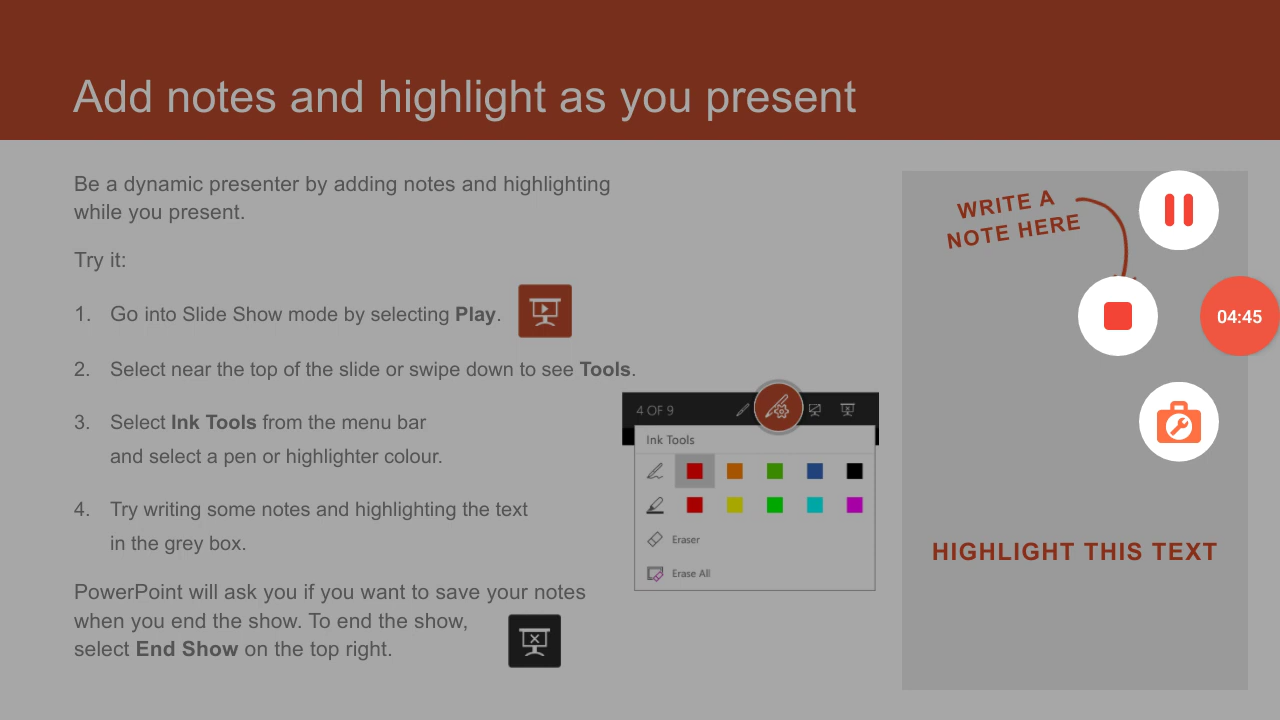 Add notes and highlight as you present
Be a dynamic presenter by adding notes and highlighting
while you present.
Try it:
1. Go into Slide Show mode by selecting Play.
2. Select near the top of the slide or swipe down to see Tools.
3. Select Ink Tools from the menu bar
and select a pen or highlighter colour.
4. Try writing some notes and highlighting the text
in the grey box.
PowerPoint will ask you if you want to save your notes
when you end the show. To end the show,
select End Show on the top right.
4 OF 9
Ink Tools
Eraser
Erase All
WRITE A
NOTE HERE
04:45
HIGHLIGHT THIS TEXT